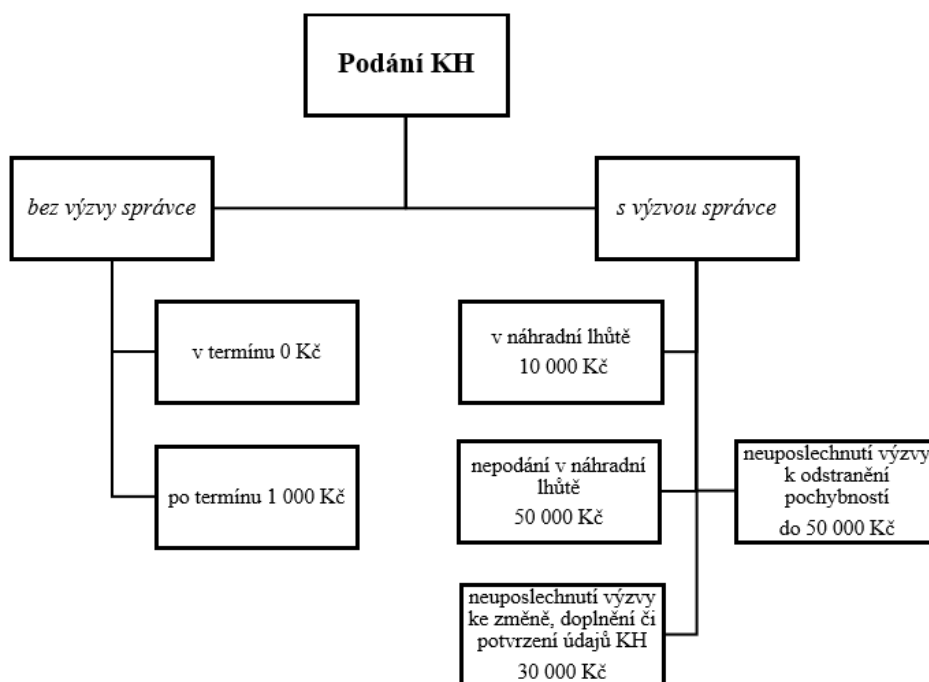 Podání KH
bez výzvy správce
s výzvou správce
v termínu 0 Kč
v náhradní lhůtě
10 000 Kč
po termínu 1 000 Kč
nepodání v náhradní
lhůtě
50 000 Kč
neuposlechnutí výzvy
k odstranění
pochybností
do 50 000 Kč
neuposlechnutí výzvy
ke změně, doplnění či
potvrzení údajů KH
30 000 Kč